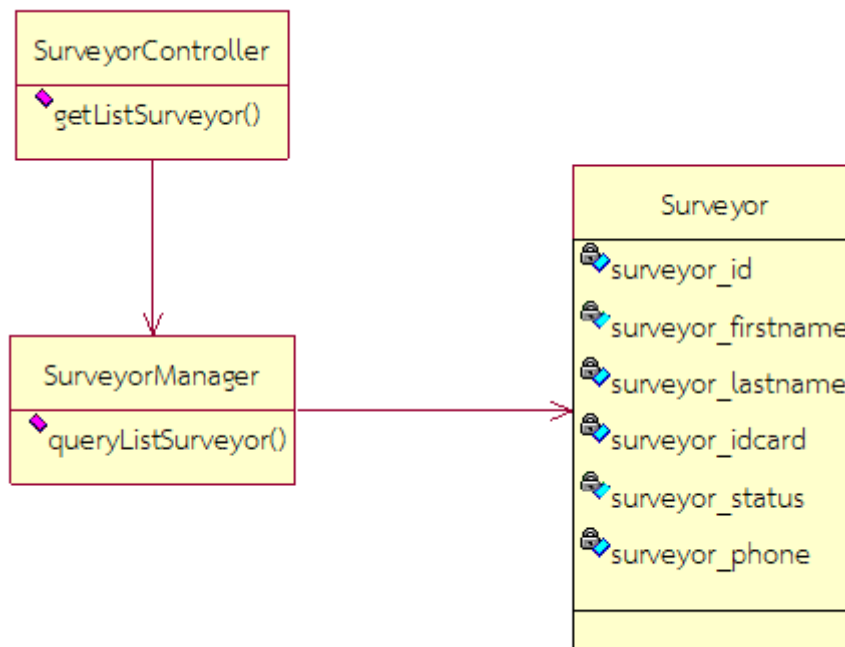 SurveyorController
getListSurveyor()
SurveyorManager
queryListSurveyor()
Surveyor
surveyor_id
surveyor_firstname
surveyor_lastname
surveyor_idcard
surveyor_status
surveyor_phone